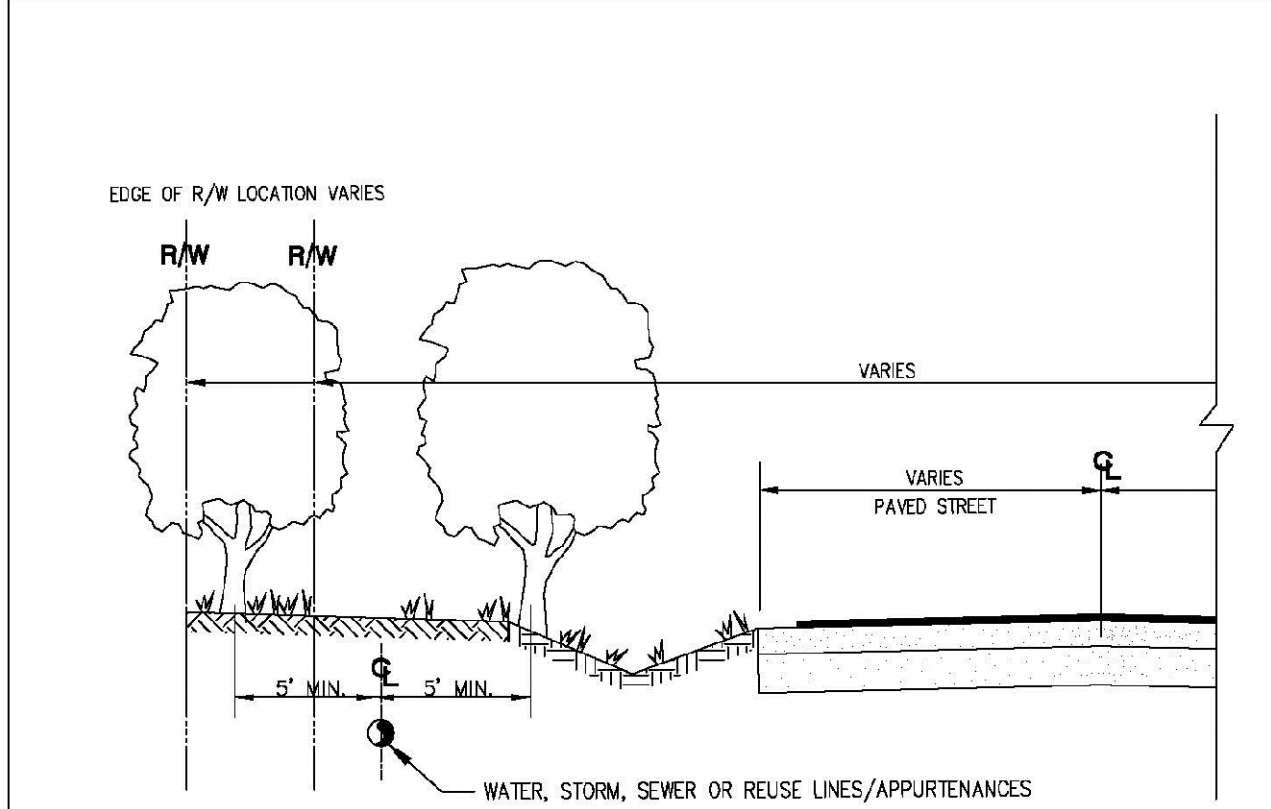 EDGE OF R/W LOCATION VARIES
R/W R/W
VARIES
VARIES
PAVED STREET
CL
CL
5' MIN. 5' MIN.
WATER, STORM, SEWER OR REUSE LINES/APPURTENANCES